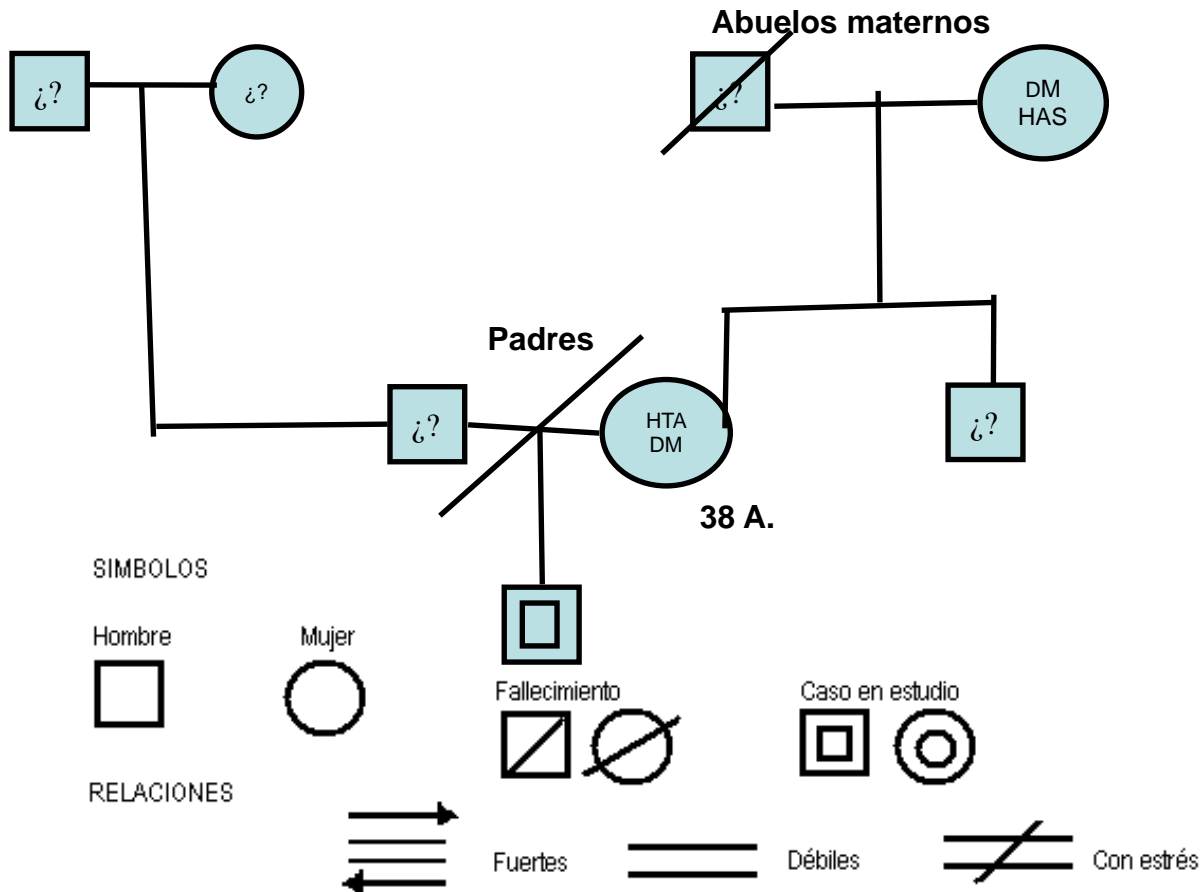 Abuelos maternos
¿?
¿?
¿?
DM
HAS
Padres
¿?
HTA
DM
¿?
38 A.
SIMBOLOS
Hombre
Mujer
Fallecimiento
Caso en estudio
RELACIONES
Fuertes
Débiles
Con estrés